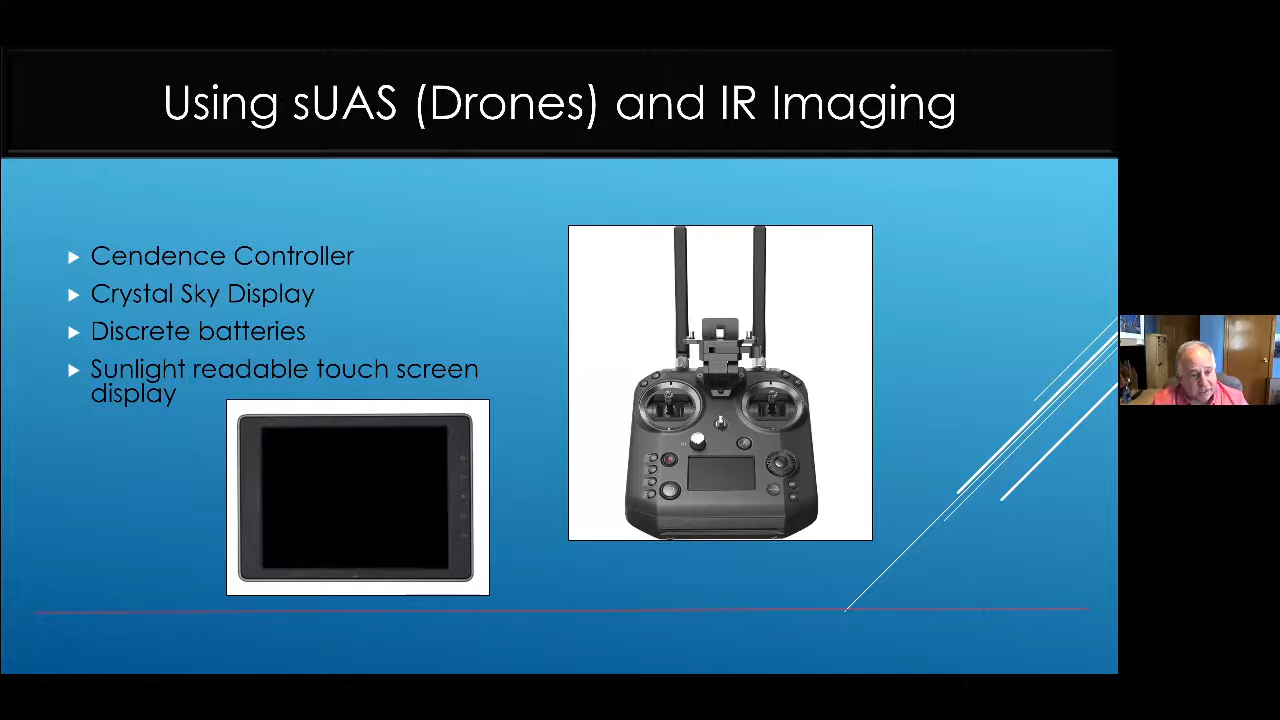 Using sUAS (Drones) and IR Imaging
Cendence Controller
Crystal Sky Display
Discrete batteries
Sunlight readable touch screen
display